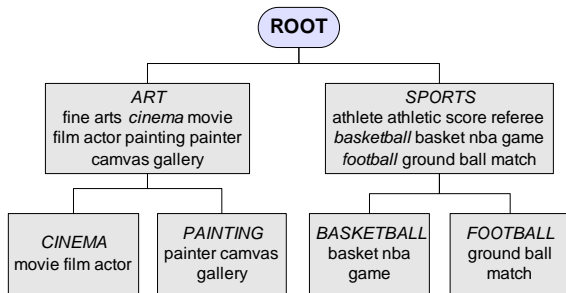 ROOT
ART
fine arts cinema movie
film actor painting painter
camvas gallery
SPORTS
athlete athletic score referee
basketball basket nba game
football ground ball match
CINEMA
movie film actor
PAINTING
painter camvas
gallery
BASKETBALL
basket nba
game
FOOTBALL
ground ball
match